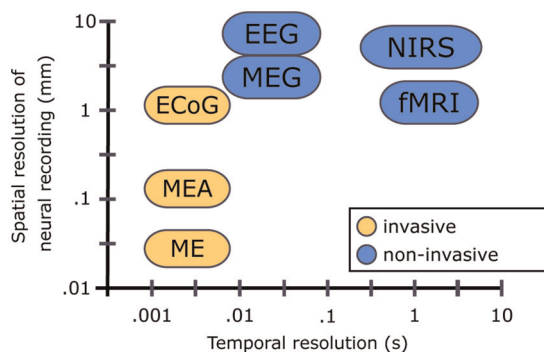 Spatial resolution of
neural recording (mm)
10
1
.1
.01
EEG
MEG
NIRS
fMRI
ECoG
MEA
ME
invasive
non-invasive
.001
.01
.1
1
10
Temporal resolution (s)